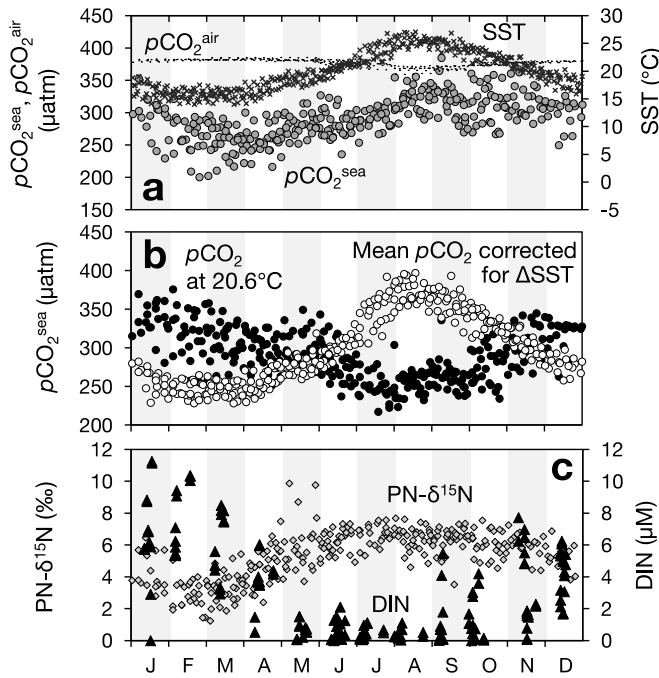 450
400
350
300
250
200
150
pCO₂ˢᵉᵃ, pCO₂ᵃⁱʳ
(µatm)
pCO₂ᵃⁱʳ
SST
pCO₂ˢᵉᵃ
a
30
25
20
15
10
5
0
-5
SST (°C)
450
400
350
300
250
200
pCO₂ˢᵉᵃ (µatm)
b
pCO₂
at 20.6°C
Mean pCO₂ corrected
for ΔSST
12
10
8
6
4
2
0
PN-δ¹⁵N (‰)
c
PN-δ¹⁵N
DIN
12
10
8
6
4
2
0
DIN (µM)
J F M A M J J A S O N D